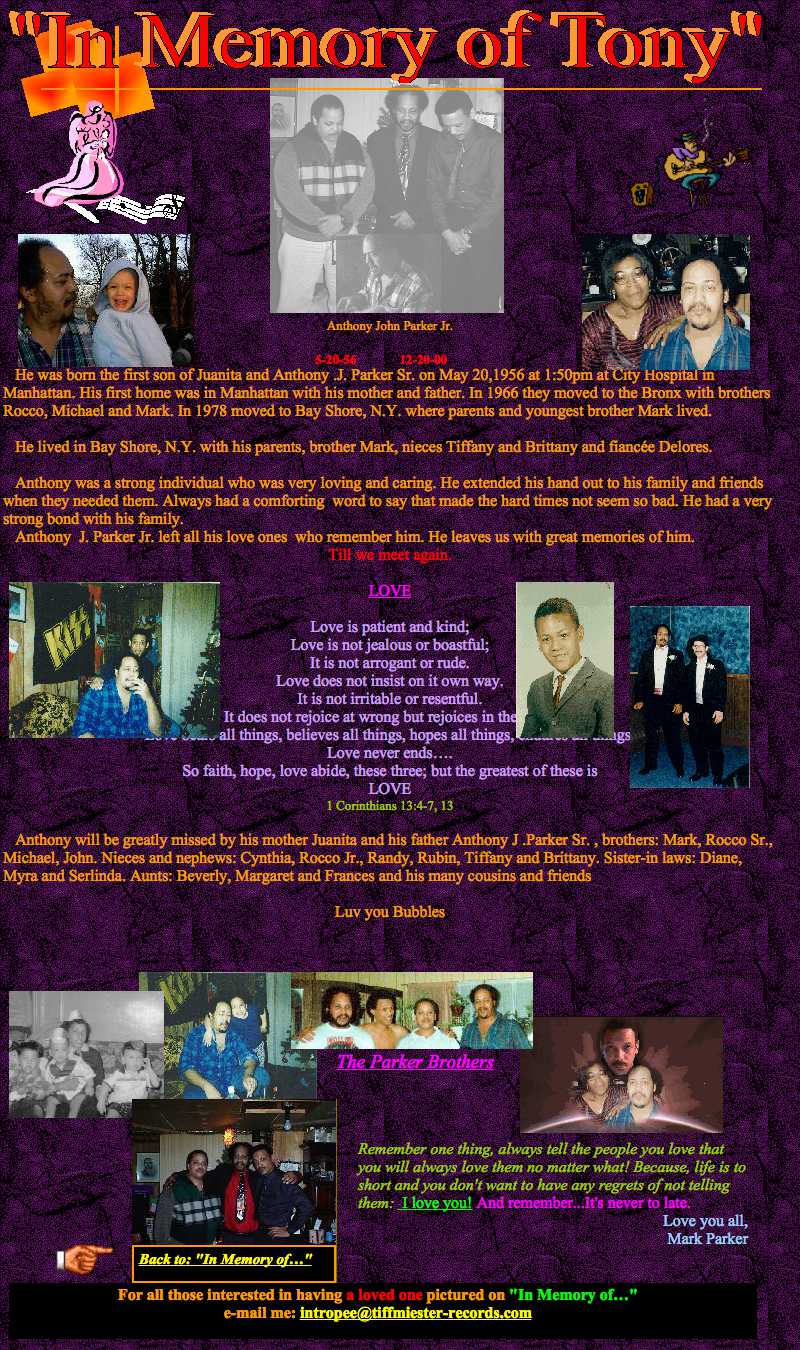 "In Memory of Tony"
Anthony John Parker Jr.
5-20-56 12-20-00
He was born the first son of Juanita and Anthony .J. Parker Sr. on May 20,1956 at 1:50pm at City Hospital in
Manhattan. His first home was in Manhattan with his mother and father. In 1966 they moved to the Bronx with brothers
Rocco, Michael and Mark. In 1978 moved to Bay Shore, N.Y. where parents and youngest brother Mark lived.
He lived in Bay Shore, N.Y. with his parents, brother Mark, nieces Tiffany and Brittany and fiancée Delores.
Anthony was a strong individual who was very loving and caring. He extended his hand out to his family and friends
when they needed them. Always had a comforting word to say that made the hard times not seem so bad. He had a very
strong bond with his family.
Anthony J. Parker Jr. left all his love ones who remember him. He leaves us with great memories of him.
Till we meet again.
LOVE
KISS
Love is patient and kind;
Love is not jealous or boastful;
It is not arrogant or rude.
Love does not insist on it own way.
It is not irritable or resentful.
It does not rejoice at wrong but rejoices in the
all things, believes all things, hopes all things,
Love never ends….
So faith, hope, love abide, these three; but the greatest of these is
LOVE
1 Corinthians 13:4-7, 13
Anthony will be greatly missed by his mother Juanita and his father Anthony J .Parker Sr. , brothers: Mark, Rocco Sr.,
Michael, John. Nieces and nephews: Cynthia, Rocco Jr., Randy, Rubin, Tiffany and Brittany. Sister-in laws: Diane,
Myra and Serlinda. Aunts: Beverly, Margaret and Frances and his many cousins and friends
Luv you Bubbles
The Parker Brothers
Remember one thing, always tell the people you love that
you will always love them no matter what! Because, life is to
short and you don't want to have any regrets of not telling
them: I love you! And remember...It's never to late.
Love you all,
Mark Parker
Back to: "In Memory of…"
For all those interested in having a loved one pictured on "In Memory of…"
e-mail me: intropee@tiffmiester-records.com